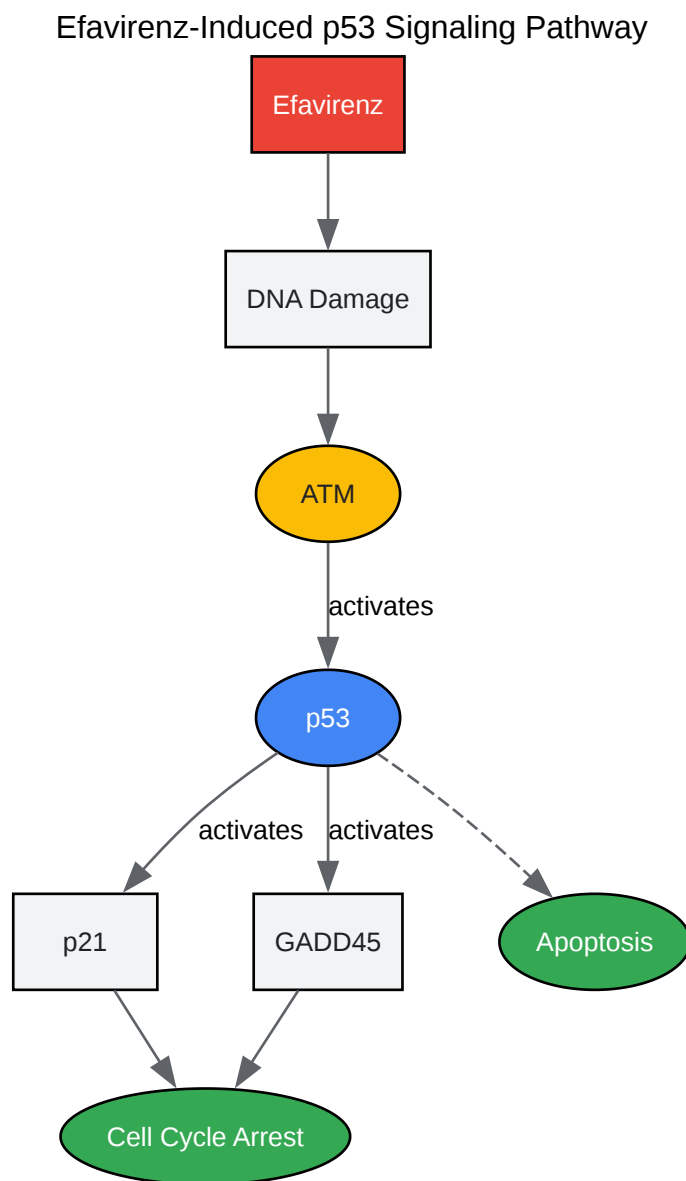 Efavirenz-Induced p53 Signaling Pathway
Efavirenz
DNA Damage
ATM
activates
p53
activates
activates
p21
GADD45
Apoptosis
Cell Cycle Arrest